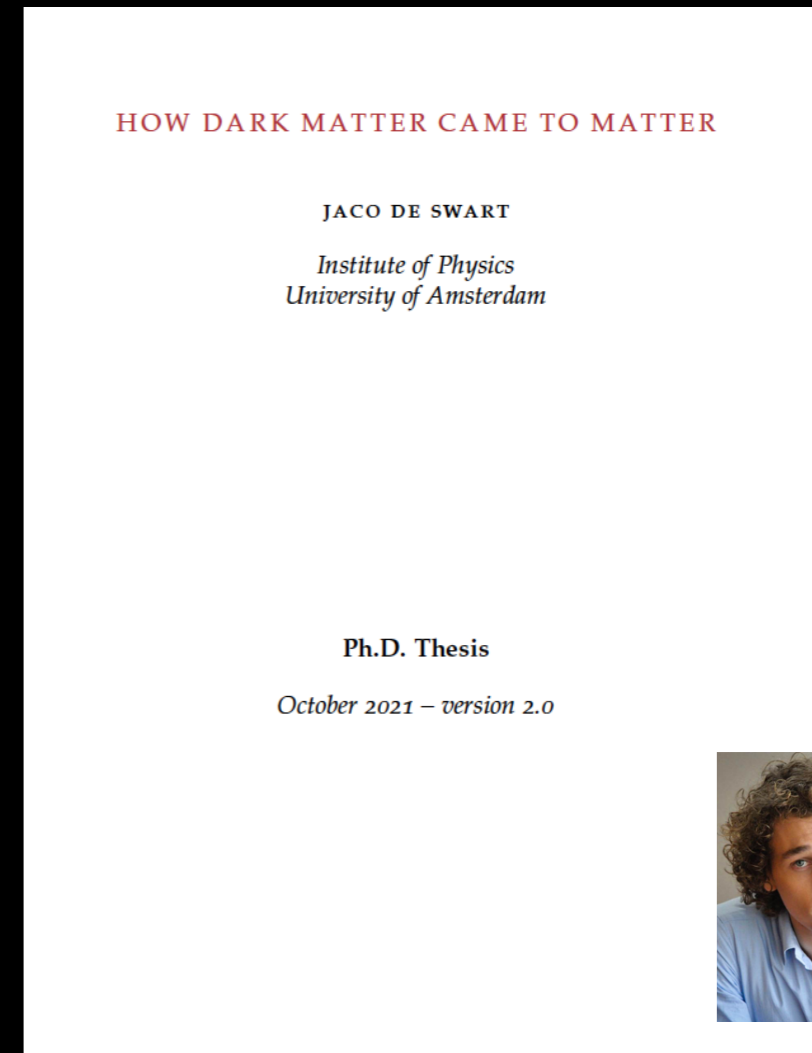 HOW DARK MATTER CAME TO MATTER
JACO DE SWART
Institute of Physics
University of Amsterdam
Ph.D. Thesis
October 2021 – version 2.0